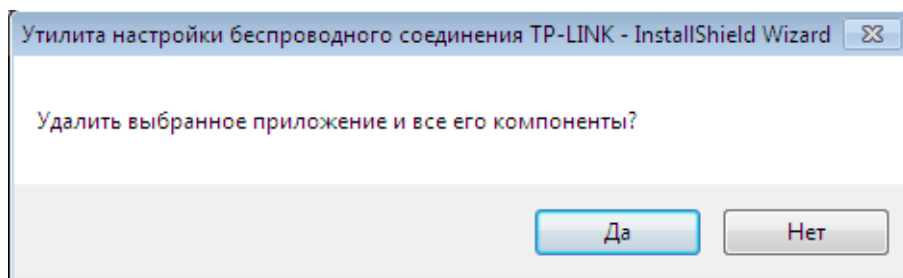 Утилита настройки беспроводного соединения TP-LINK - InstallShield Wizard
Удалить выбранное приложение и все его компоненты?
Да
Нет